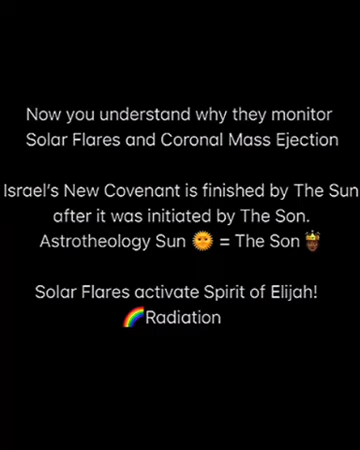 Now you understand why they monitor
Solar Flares and Coronal Mass Ejection
Israel's New Covenant is finished by The Sun
after it was initiated by The Son.
Astrotheology Sun 🌞 = The Son 🤴🏾
Solar Flares activate Spirit of Elijah!
🌈Radiation